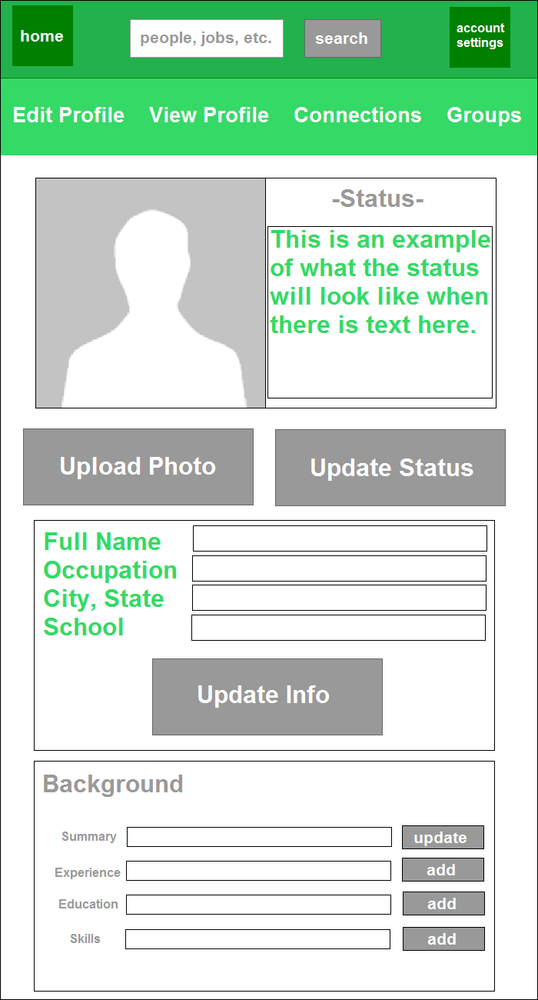 home
people, jobs, etc.
search
account
settings
Edit Profile View Profile Connections Groups
-Status-
This is an example
of what the status
will look like when
there is text here.
Upload Photo
Update Status
Full Name
Occupation
City, State
School
Update Info
Background
Summary
update
Experience
add
Education
add
Skills
add